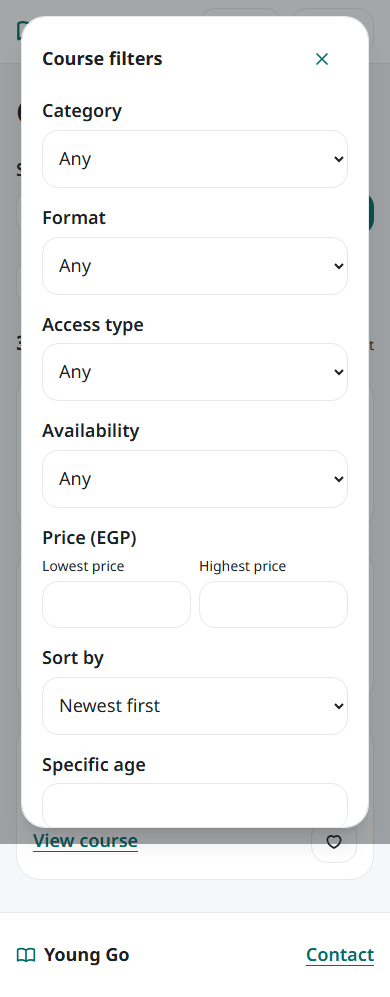 Course filters
Category
Any
Format
Any
Access type
Any
Availability
Any
Price (EGP)
Lowest price
Highest price
Sort by
Newest first
Specific age
View course
Young Go
Contact